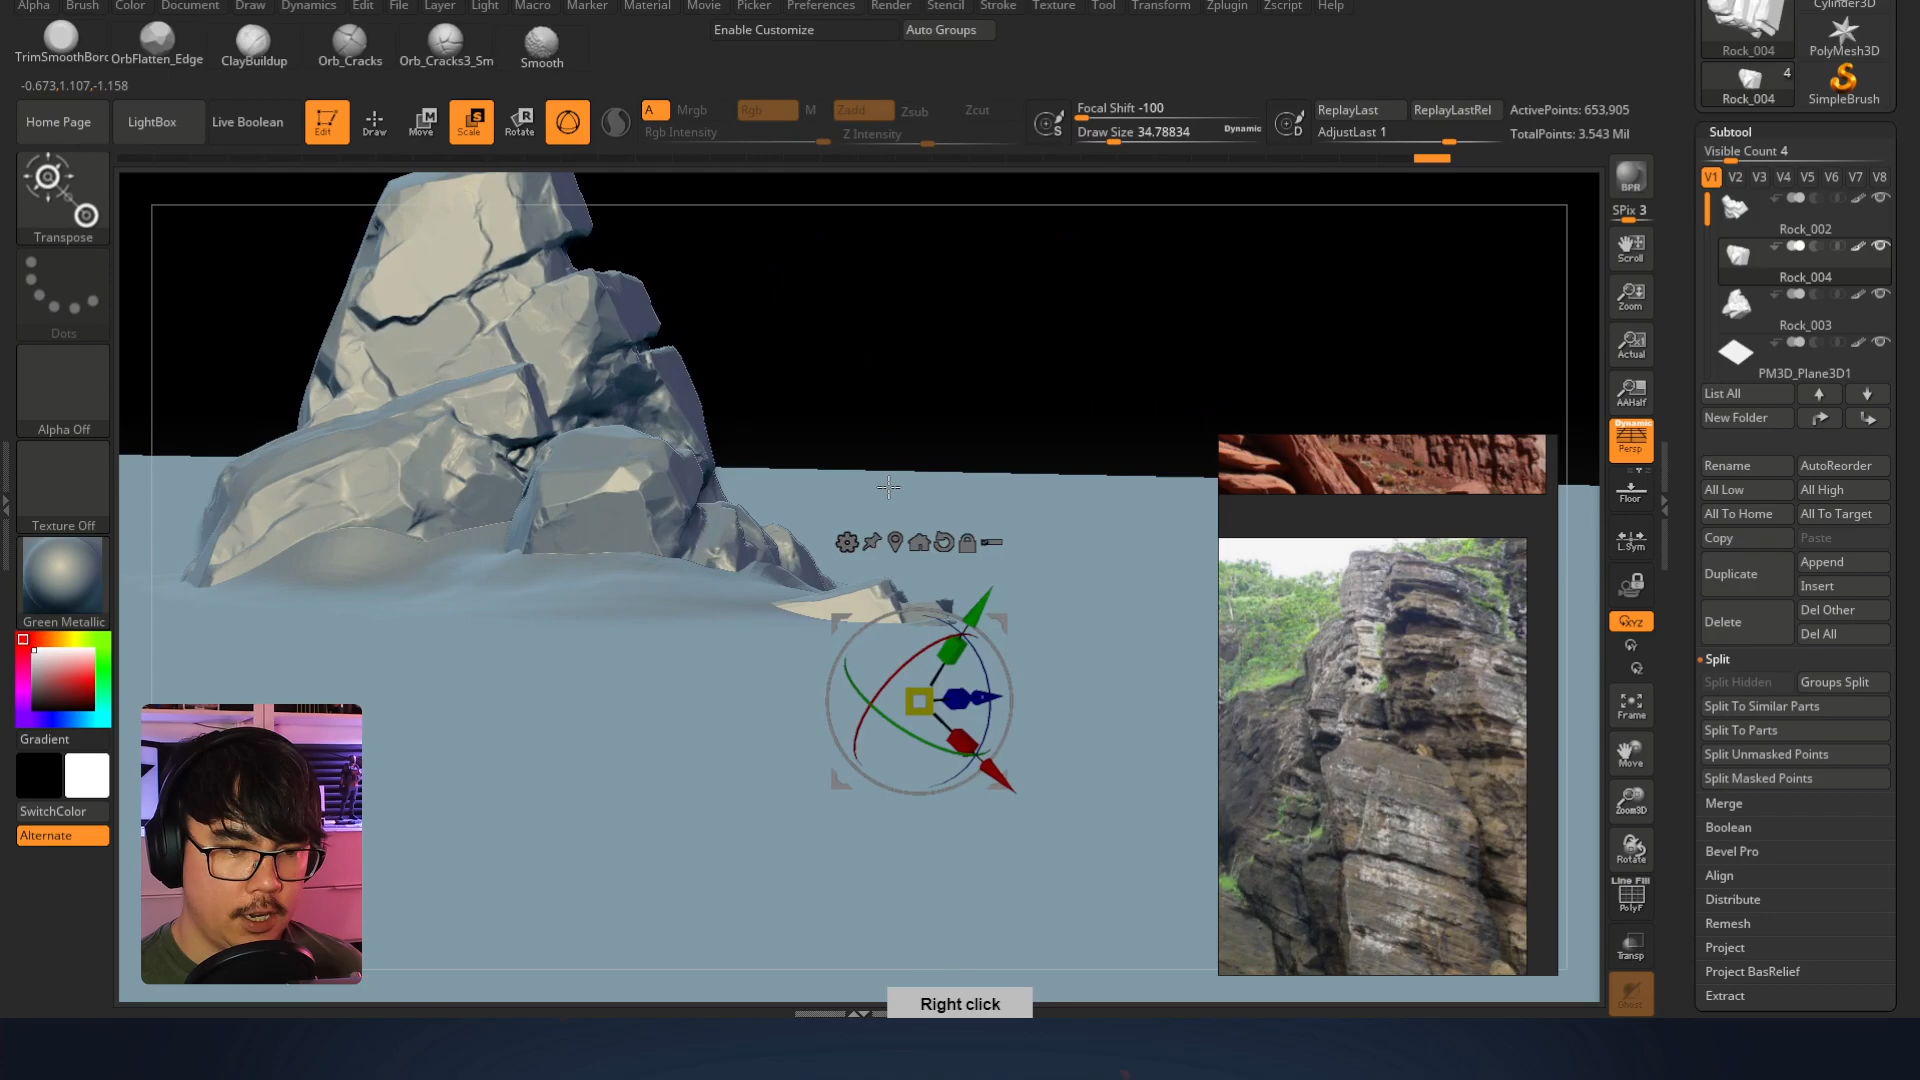 Alpha Brush Color Document Draw Dynamics Edit File Layer Light Macro Marker Material Movie Picker Preferences Render Stencil Stroke Texture Tool Transform Zplugin Zscript Help
Enable Customize Auto Groups
TrimSmoothBorc OrbFlatten_Edge ClayBuildup Orb_Cracks Orb_Cracks3_Sm Smooth
-0.673,1.107,-1.158
Home Page LightBox Live Boolean Edit Draw Move Scale Rotate
A Mrgb Rgb M Zadd Zsub Zcut
Rgb Intensity Z Intensity
Focal Shift -100
Draw Size 34.78834 Dynamic
ReplayLast ReplayLastRel ActivePoints: 653,905
AdjustLast 1 TotalPoints: 3.543 Mil
Transpose
Dots
Alpha Off
Texture Off
Green Metallic
Gradient
SwitchColor
Alternate
Right click
BPR
SPix 3
Scroll
Zoom
Actual
AAHalf
Dynamic
Persp
Floor
L.Sym
XYZ
Frame
Move
Zoom3D
Rotate
Line Fill
PolyF
Transp
Ghost
Cylinder3D
Rock_004 PolyMesh3D
4
Rock_004 SimpleBrush
Subtool
Visible Count 4
V1 V2 V3 V4 V5 V6 V7 V8
Rock_002
Rock_004
Rock_003
PM3D_Plane3D1
List All
New Folder
Rename AutoReorder
All Low All High
All To Home All To Target
Copy Paste
Duplicate Append
Insert
Delete Del Other
Del All
Split
Split Hidden Groups Split
Split To Similar Parts
Split To Parts
Split Unmasked Points
Split Masked Points
Merge
Boolean
Bevel Pro
Align
Distribute
Remesh
Project
Project BasRelief
Extract